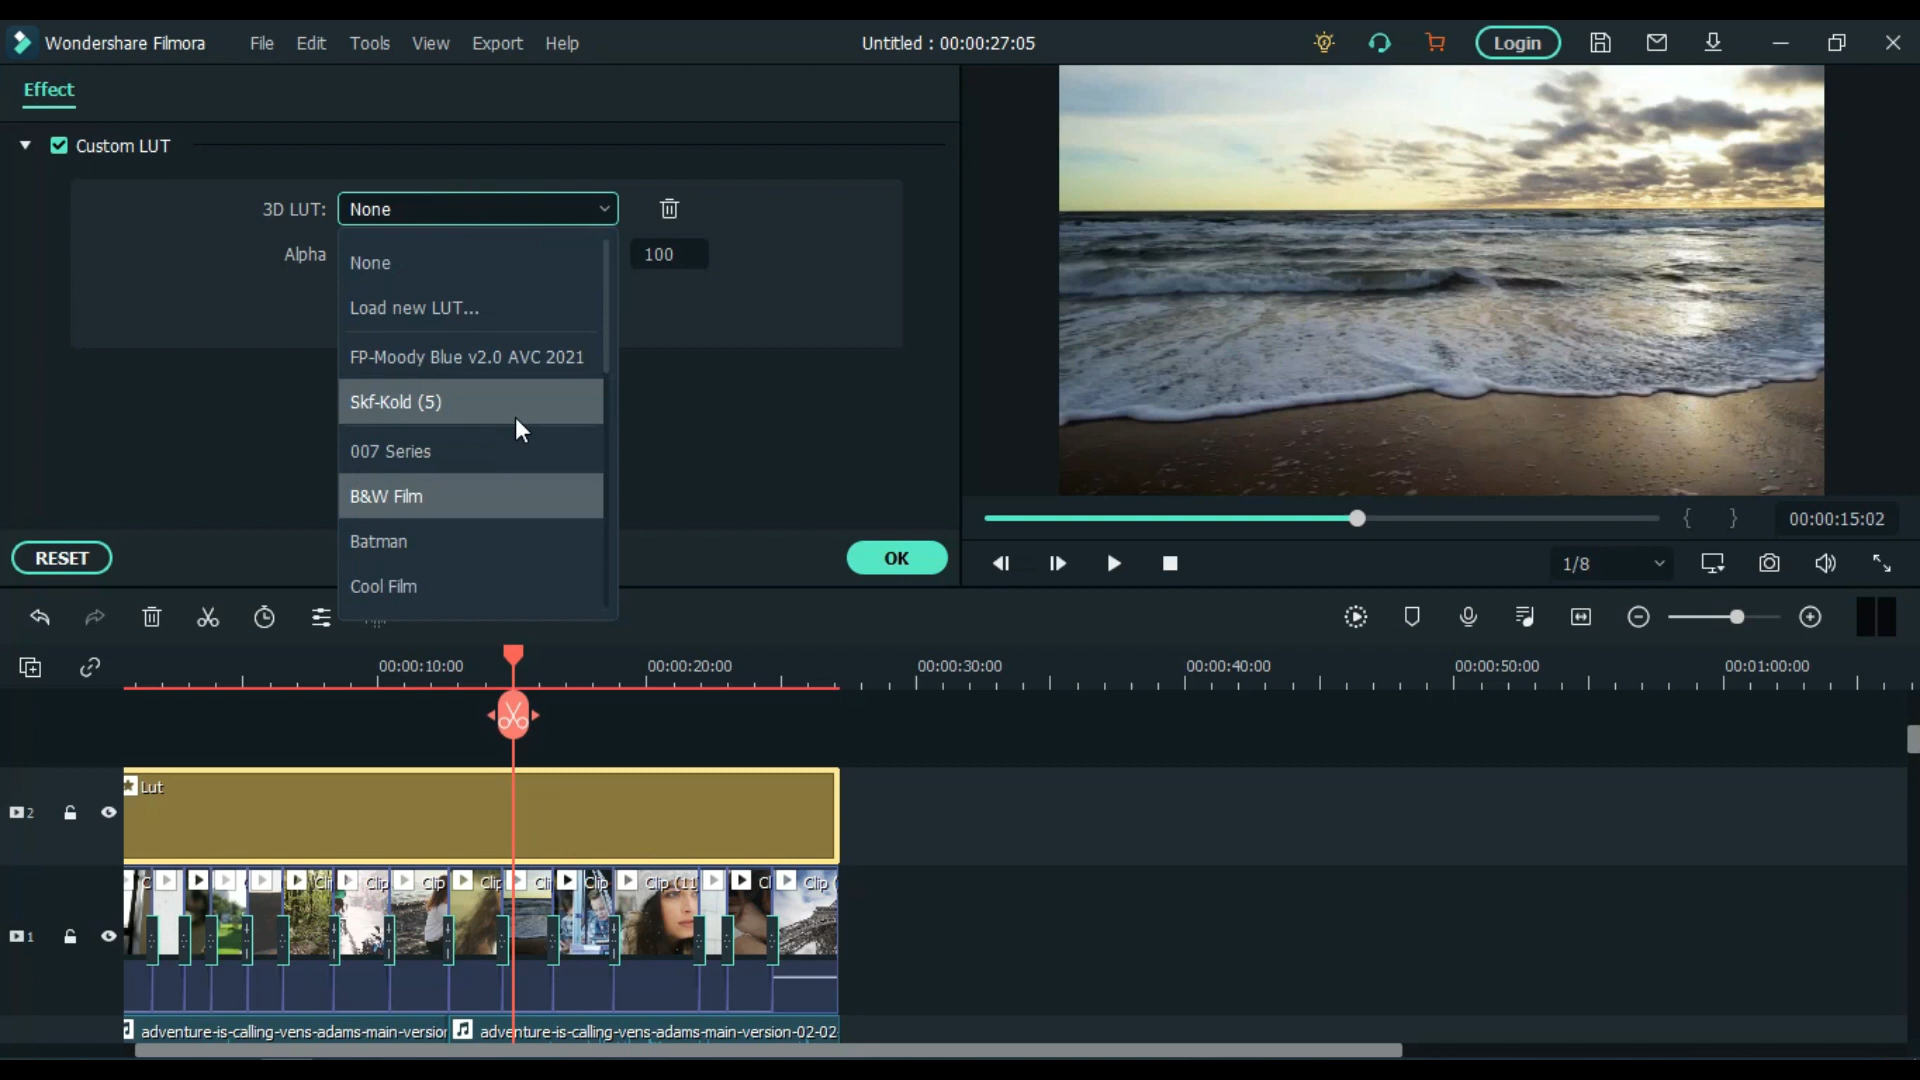 Wondershare Filmora File Edit Tools View Export Help Untitled : 00:00:27:05 Login
Effect
Custom LUT
3D LUT: None
Alpha 100
None
Load new LUT...
FP-Moody Blue v2.0 AVC 2021
Skf-Kold (5)
007 Series
B&W Film
Batman
Cool Film
RESET OK
{ } 00:00:15:02
1/8
00:00:10:00 00:00:20:00 00:00:30:00 00:00:40:00 00:00:50:00 00:01:00:00
Lut
2
C Clip Clip Clip Clip Clip Clip (11 Cl Clip (
1
adventure-is-calling-vens-adams-main-version adventure-is-calling-vens-adams-main-version-02-02-